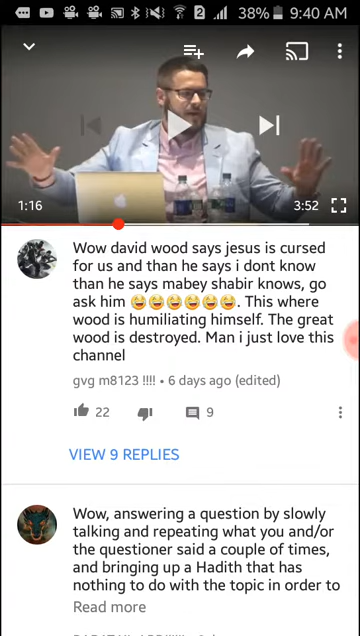 38% 9:40 AM
1:16
3:52
Wow david wood says jesus is cursed
for us and than he says i dont know
than he says mabey shabir knows, go
ask him 😂😂😂😂😂😂. This where
wood is humiliating himself. The great
wood is destroyed. Man i just love this
channel
gvg m8123 !!!! • 6 days ago (edited)
22
9
VIEW 9 REPLIES
Wow, answering a question by slowly
talking and repeating what you and/or
the questioner said a couple of times,
and bringing up a Hadith that has
nothing to do with the topic in order to
Read more